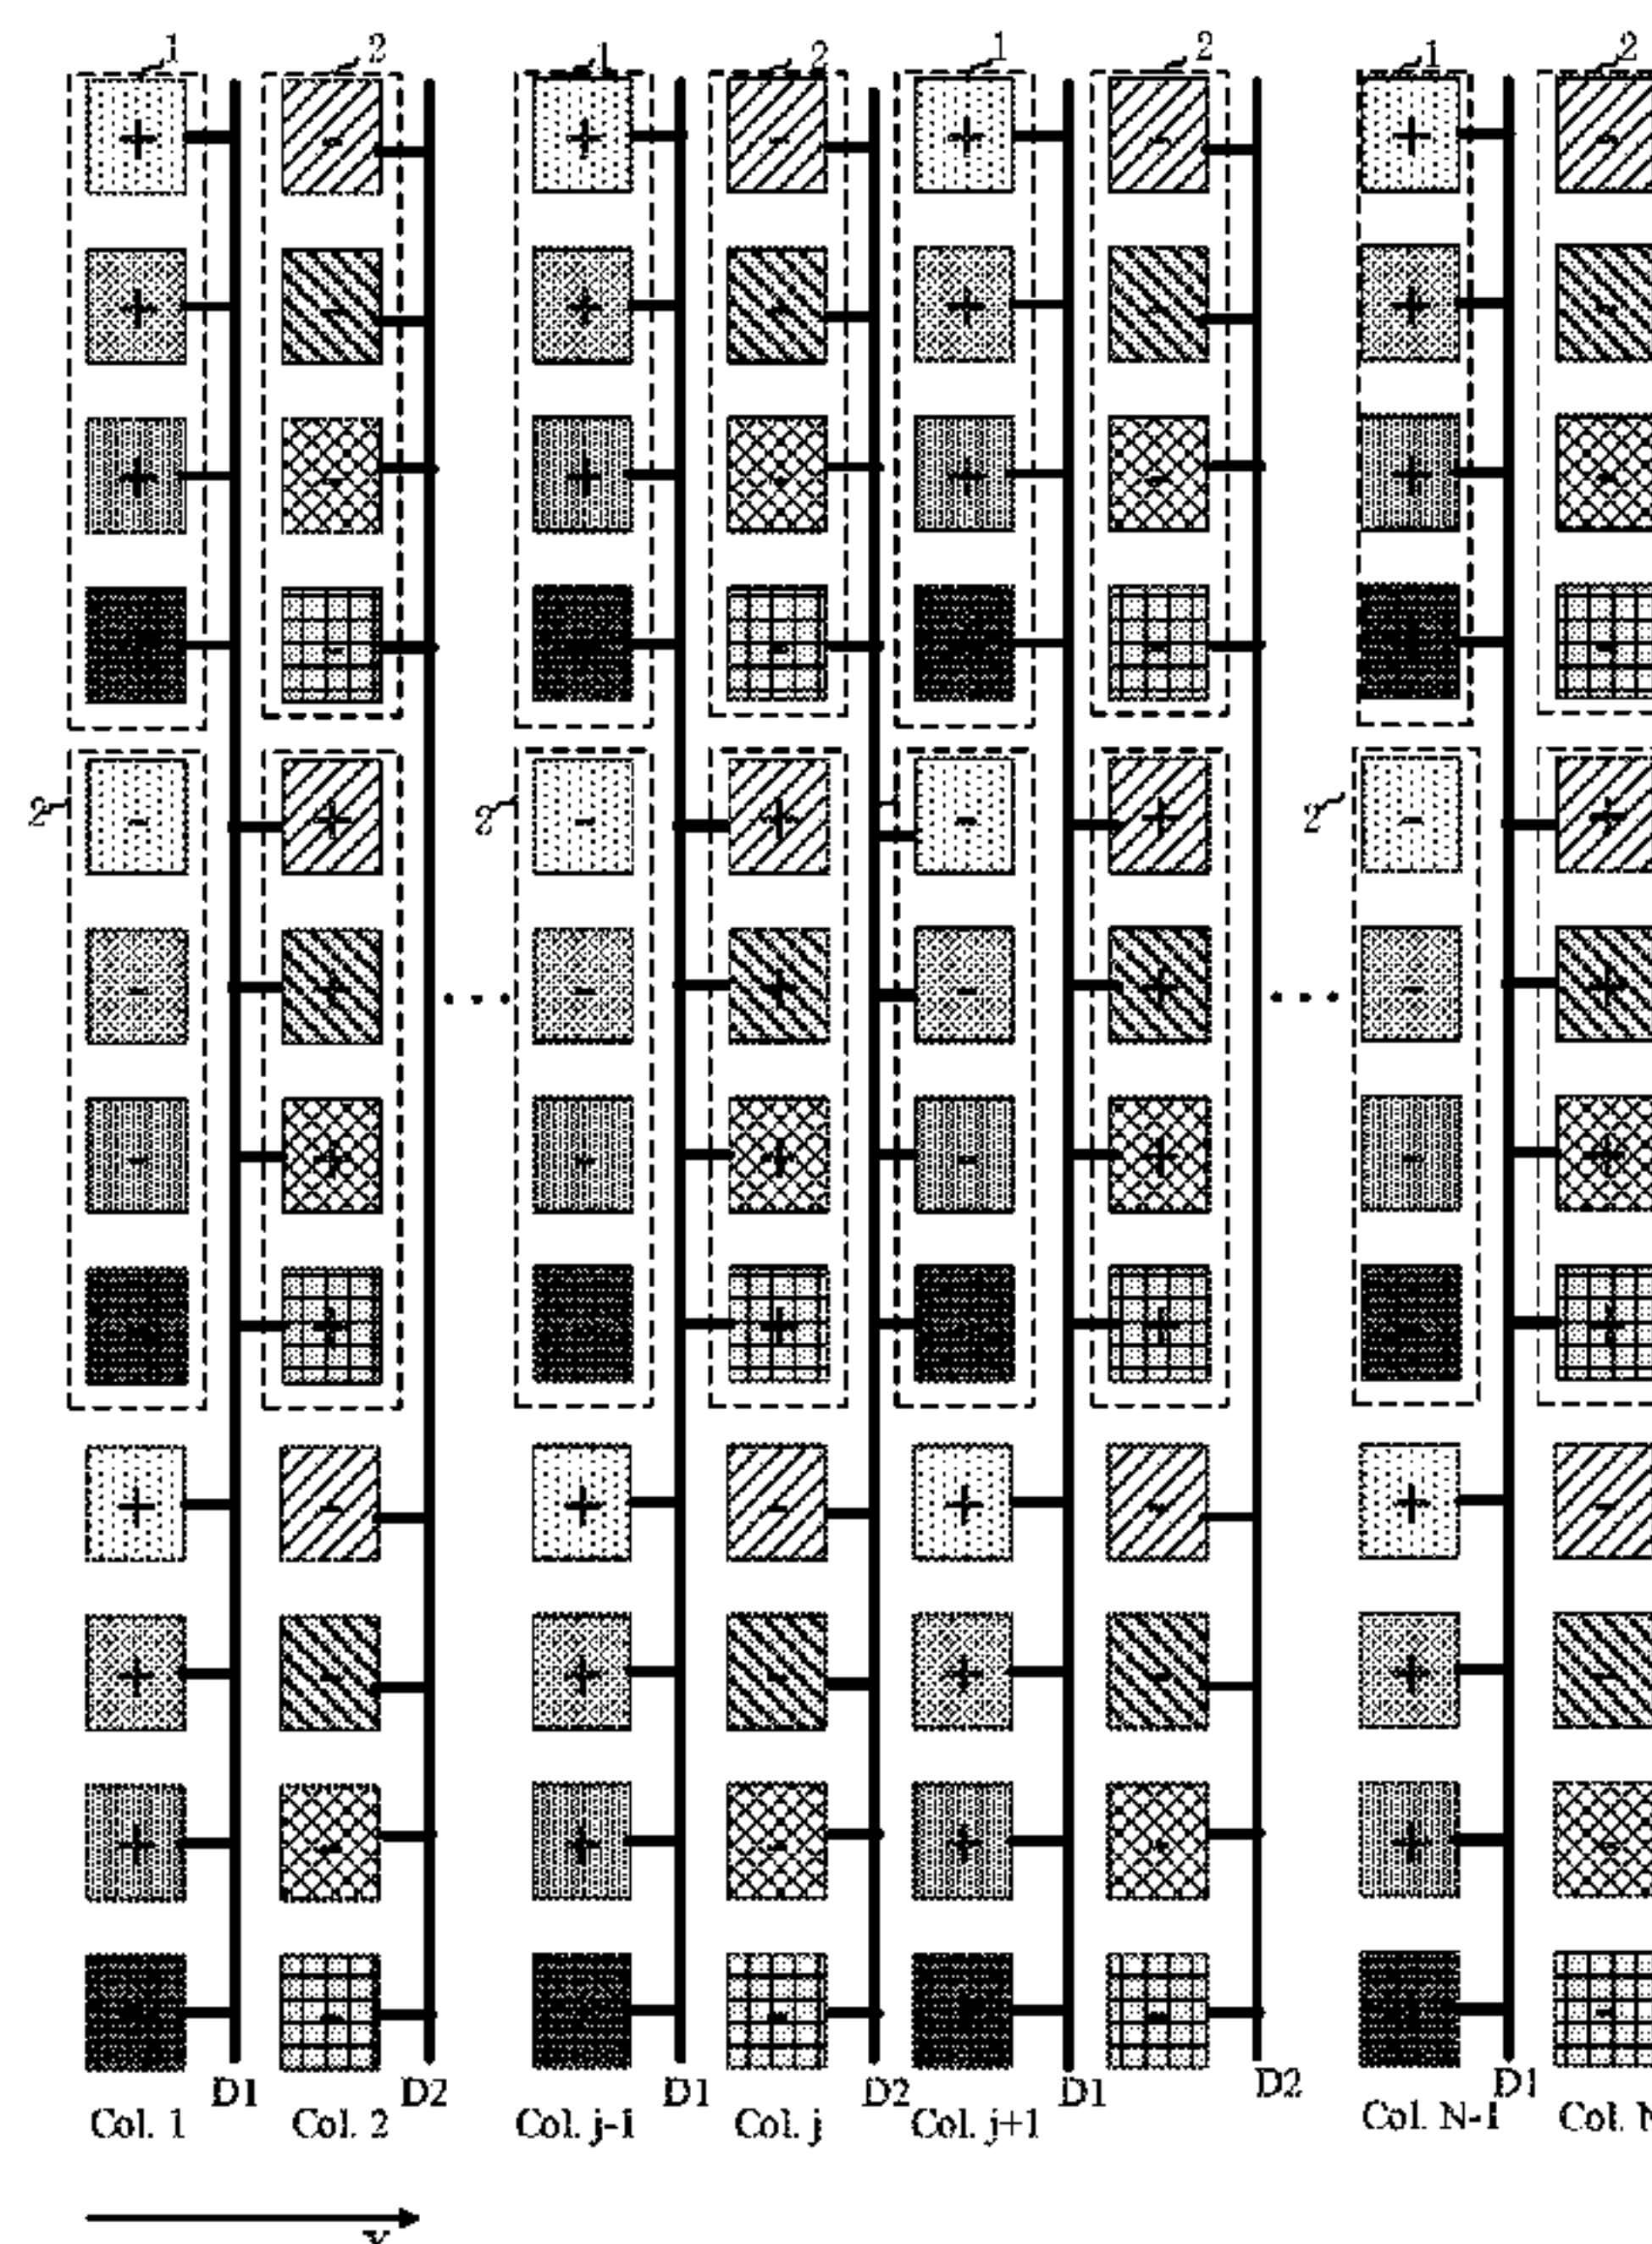 1 2 1 2 1 2 1 2
+ - + - + - + -
+ - + - + - + -
+ - + - + - + -
- - - -
2 2 2
- + - + - + - +
- + - + - + - +
- + - + - + - +
+ + + +
+ - + - + - + -
+ - + - + - + -
+ - + - + - + -
- - - -
D1 D2 D1 D2 D1 D2 D1
Col. 1 Col. 2 Col. j-1 Col. j Col. j+1 Col. N-1 Col. N